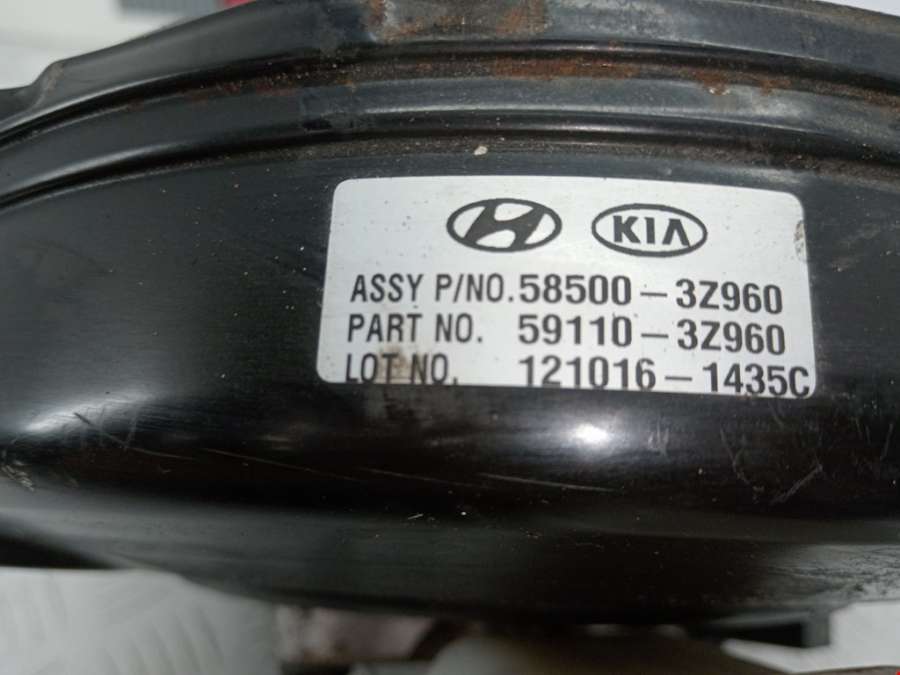 KIA
ASSY P/NO. 58500-3Z960
PART NO. 59110-3Z960
LOT NO. 121016-1435C